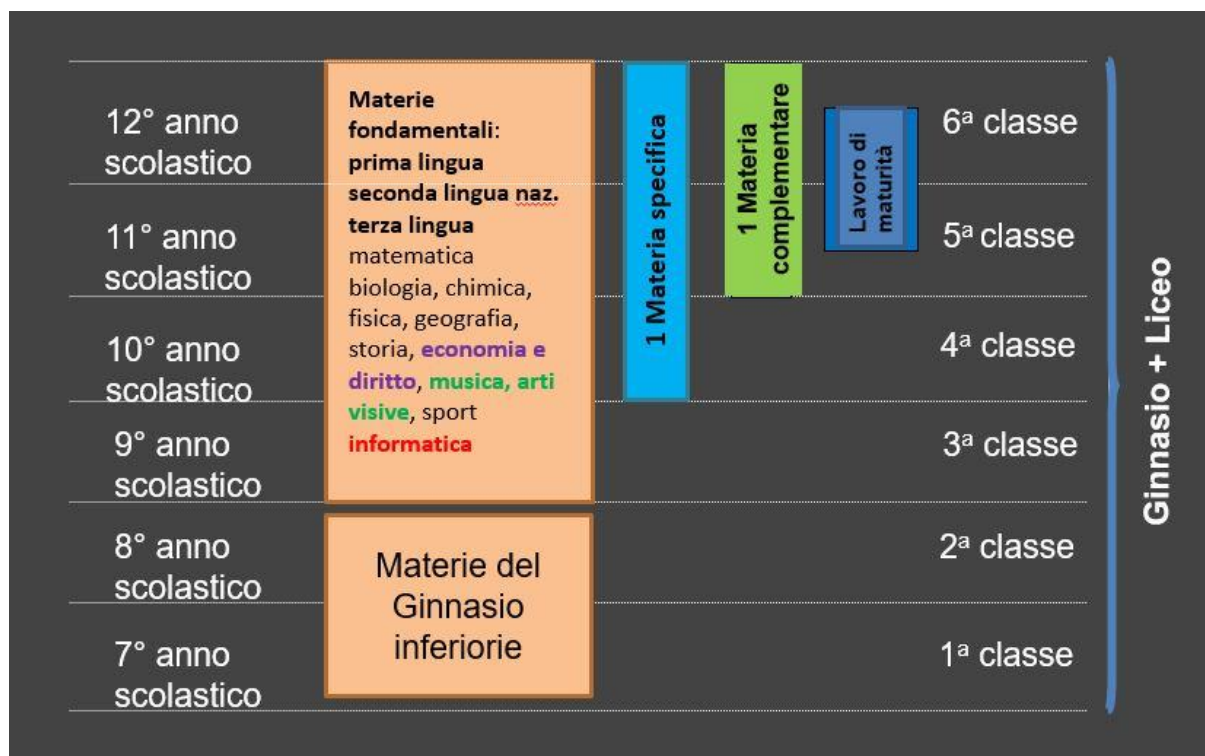 12° anno
scolastico
11° anno
scolastico
10° anno
scolastico
9° anno
scolastico
8° anno
scolastico
7° anno
scolastico
Materie
fondamentali:
prima lingua
seconda lingua naz.
terza lingua
matematica
biologia, chimica,
fisica, geografia,
storia, economia e
diritto, musica, arti
visive, sport
informatica
Materie del
Ginnasio
inferiorie
1 Materia specifica
1 Materia
complementare
Lavoro di
maturità
6ª classe
5ª classe
4ª classe
3ª classe
2ª classe
1ª classe
Ginnasio + Liceo